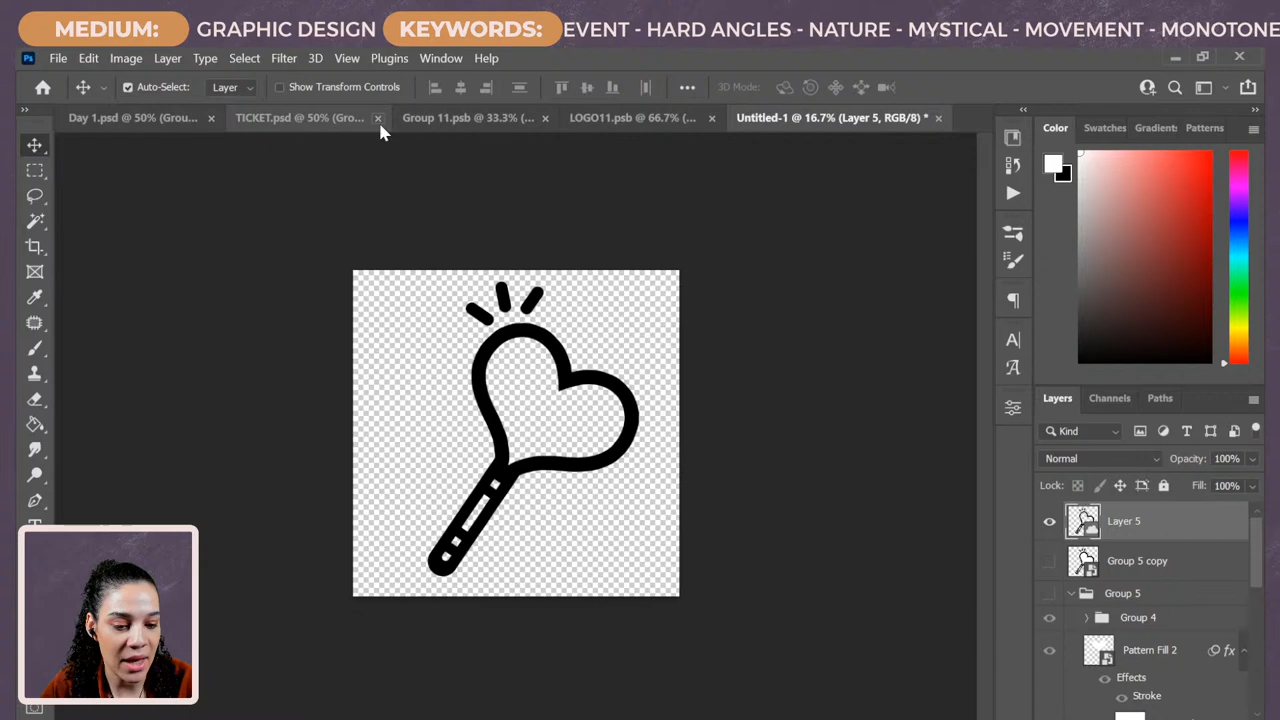 MEDIUM: GRAPHIC DESIGN KEYWORDS: EVENT - HARD ANGLES - NATURE - MYSTICAL - MOVEMENT - MONOTONE
Ps File Edit Image Layer Type Select Filter 3D View Plugins Window Help
Auto-Select: Layer Show Transform Controls 3D Mode:
Day 1.psd @ 50% (Grou... TICKET.psd @ 50% (Gro... Group 11.psb @ 33.3% (... LOGO11.psb @ 66.7% (... Untitled-1 @ 16.7% (Layer 5, RGB/8) *
Color Swatches Gradient: Patterns
Layers Channels Paths
Kind
Normal Opacity: 100%
Lock: Fill: 100%
Layer 5
Group 5 copy
Group 5
Group 4
Pattern Fill 2 fx
Effects
Stroke